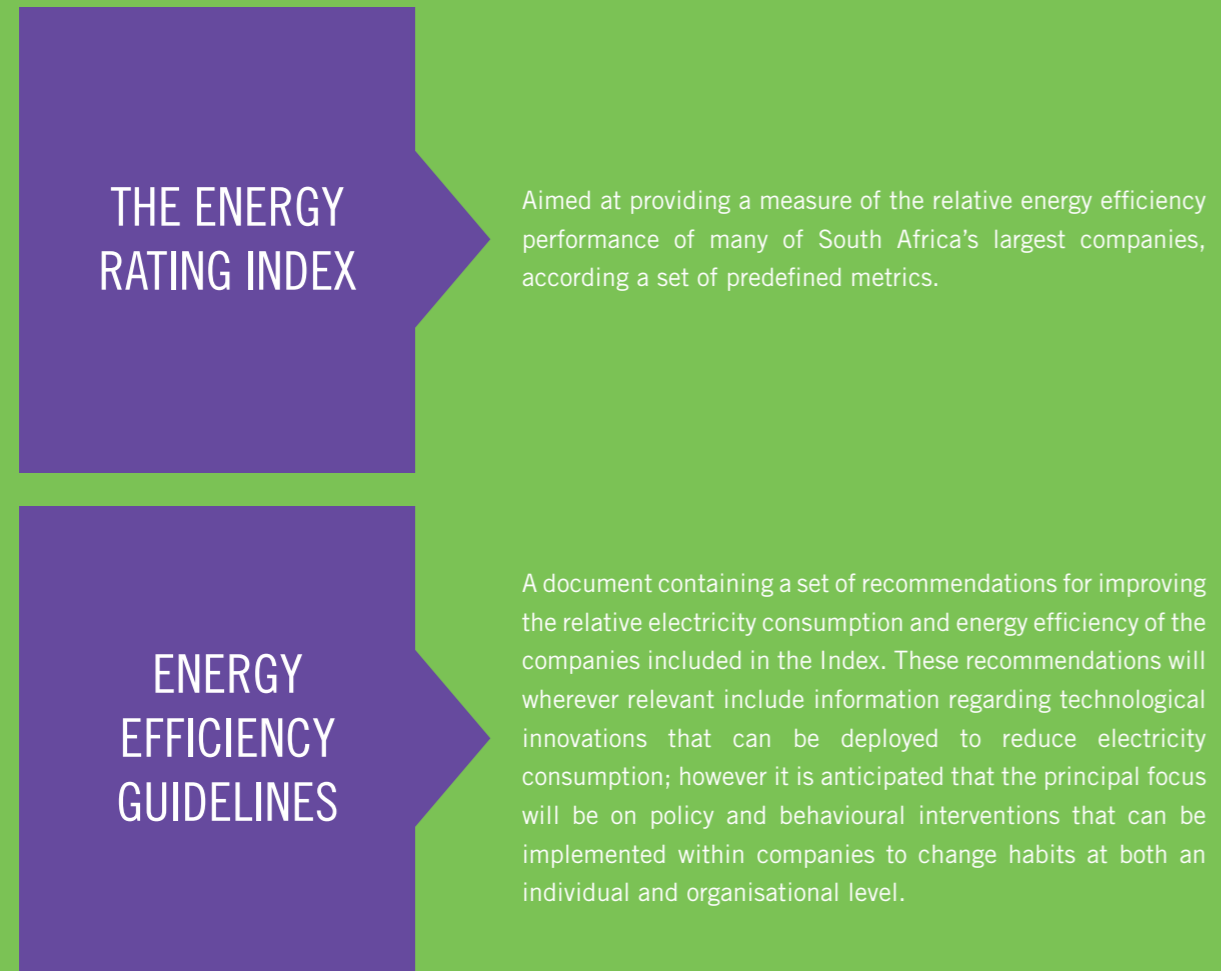 THE ENERGY
RATING INDEX
Aimed at providing a measure of the relative energy efficiency
performance of many of South Africa's largest companies,
according a set of predefined metrics.
ENERGY
EFFICIENCY
GUIDELINES
A document containing a set of recommendations for improving
the relative electricity consumption and energy efficiency of the
companies included in the Index. These recommendations will
wherever relevant include information regarding technological
innovations that can be deployed to reduce electricity
consumption; however it is anticipated that the principal focus
will be on policy and behavioural interventions that can be
implemented within companies to change habits at both an
individual and organisational level.